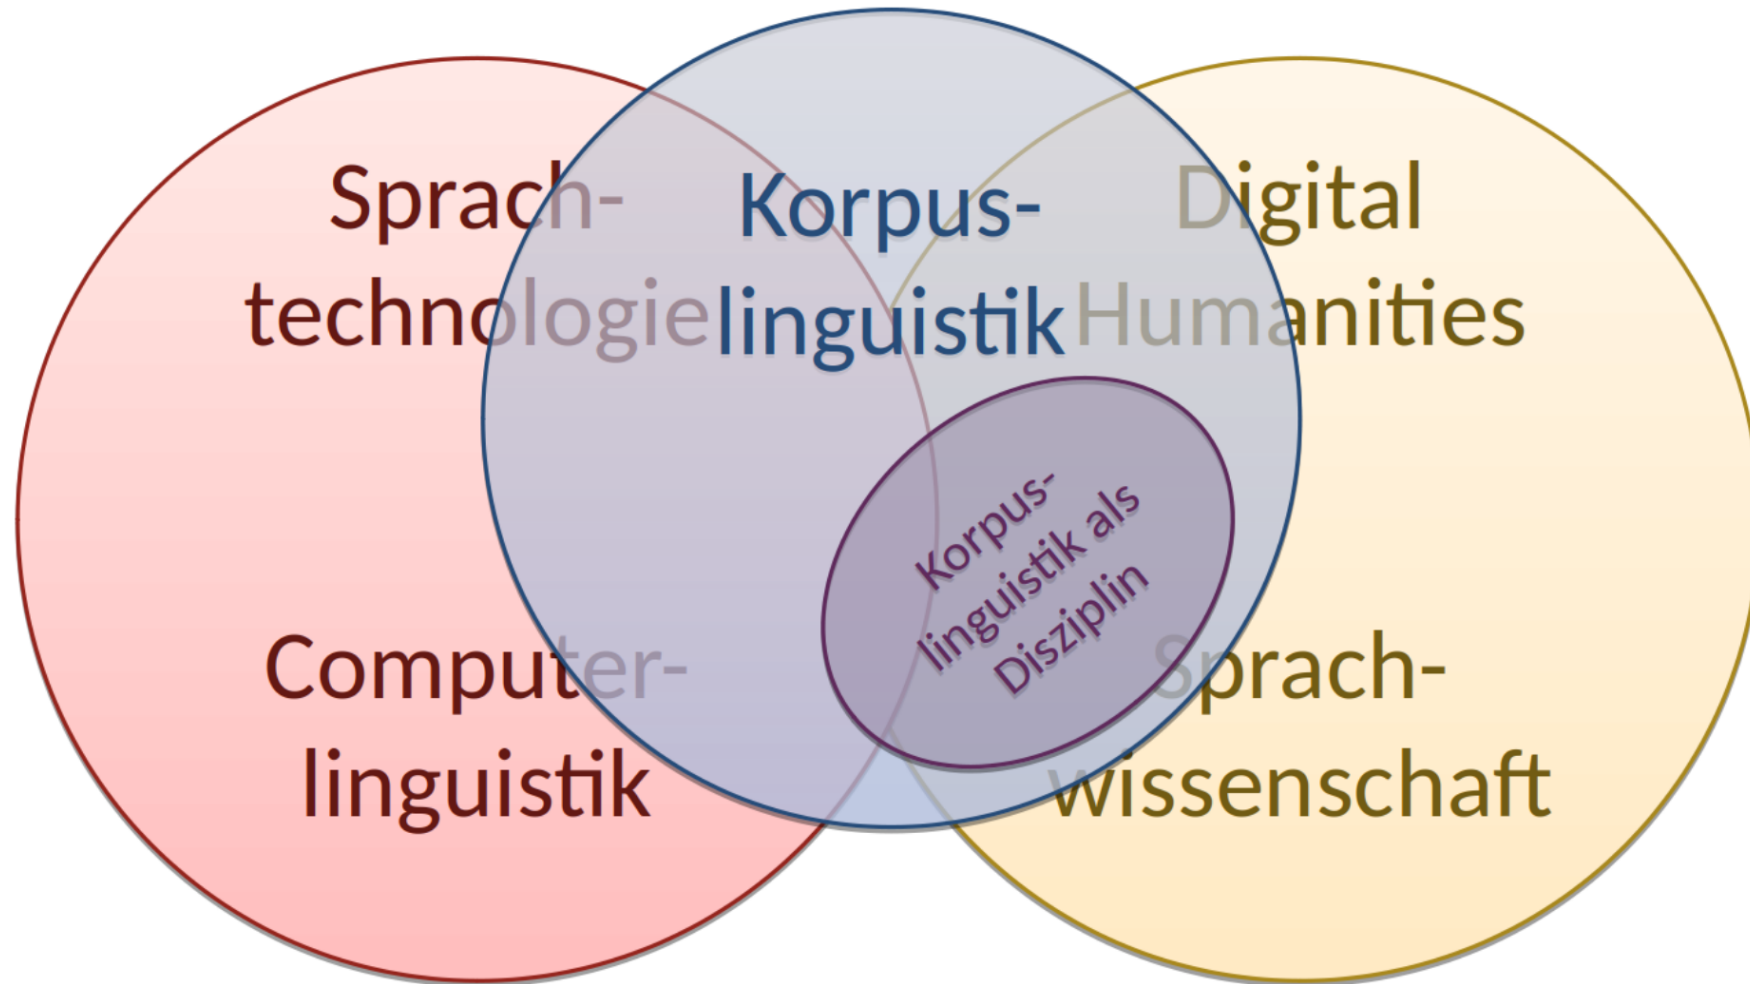 Sprach-
technologie
Korpus-
linguistik
Digital
Humanities
Korpus-
linguistik als
Disziplin
Computer-
linguistik
Sprach-
wissenschaft